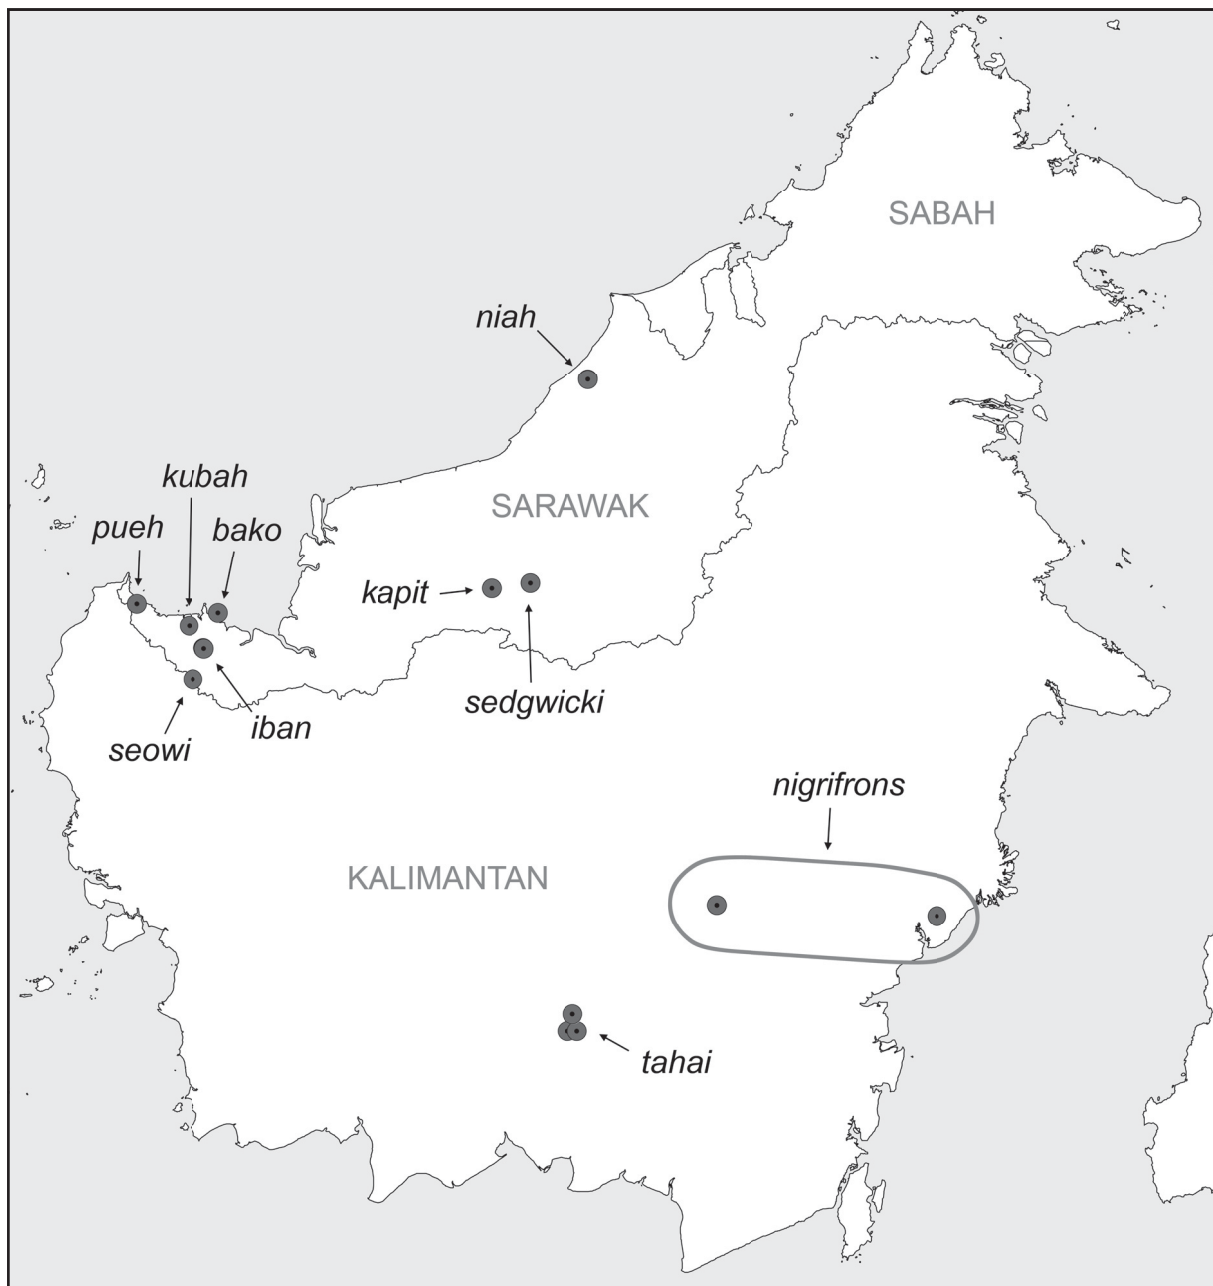 SABAH
niah
kubah
SARAWAK
pueh
bako
kapit
sedgwicki
iban
seowi
nigrifrons
KALIMANTAN
tahai